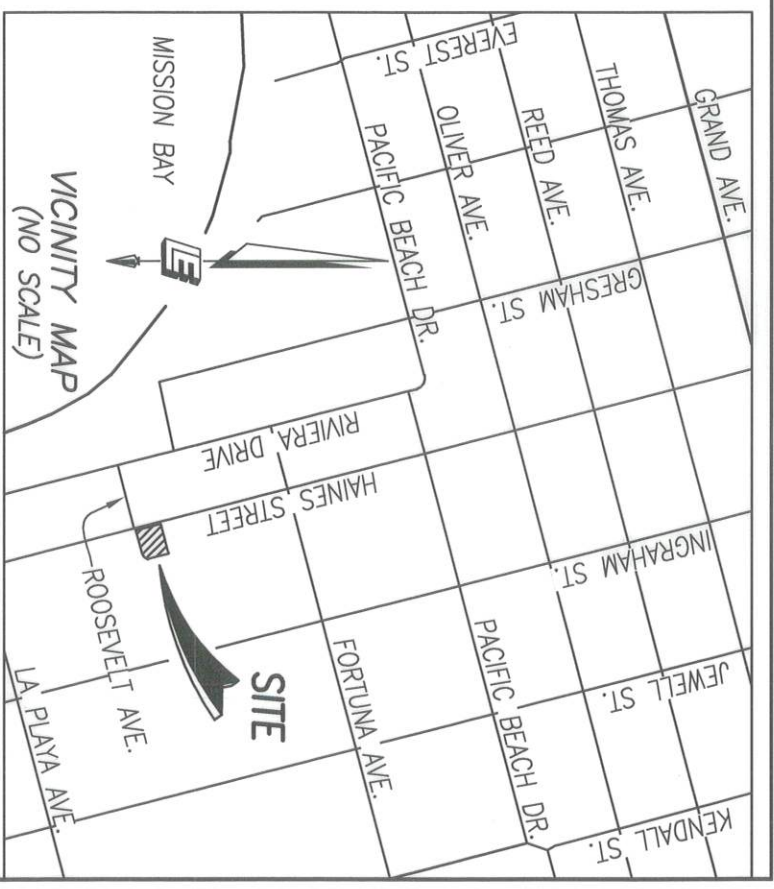 EVEREST ST.
GRAND AVE.
THOMAS AVE.
REED AVE.
OLIVER AVE.
PACIFIC BEACH DR.
GRESHAM ST.
MISSION BAY
E
VICINITY MAP
(NO SCALE)
RIVIERA DRIVE
HAINES STREET
INGRAHAM ST.
ROOSEVELT AVE.
SITE
FORTUNA AVE.
PACIFIC BEACH DR.
JEWELL ST.
LA PLAYA AVE.
KENDALL ST.